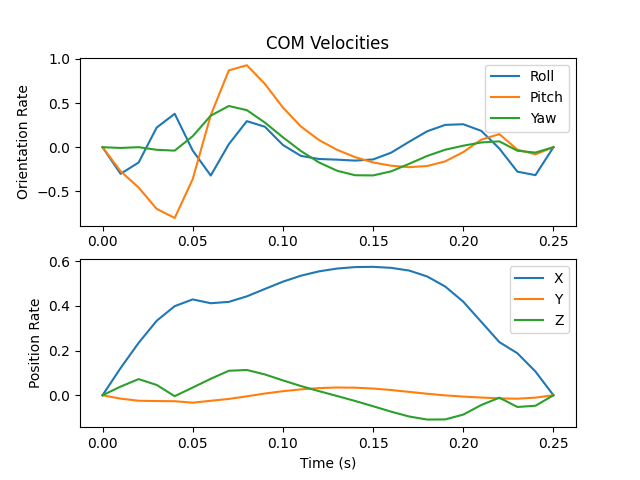 COM Velocities
Orientation Rate
1.0
0.5
0.0
−0.5
Roll
Pitch
Yaw
0.00 0.05 0.10 0.15 0.20 0.25
Position Rate
0.6
0.4
0.2
0.0
X
Y
Z
0.00 0.05 0.10 0.15 0.20 0.25
Time (s)